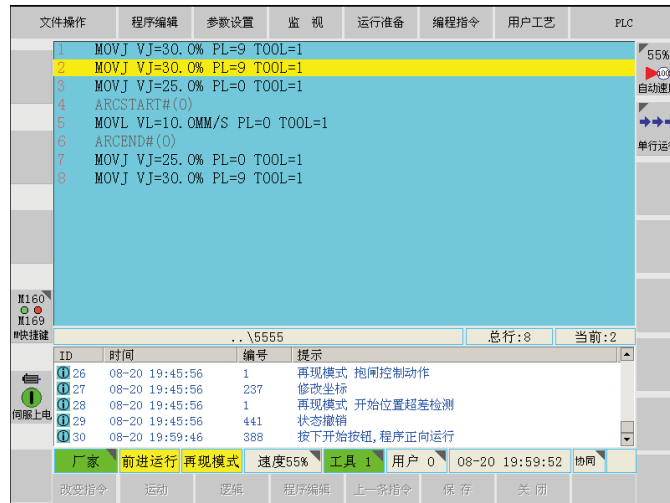 文件操作 程序编辑 参数设置 监 视 运行准备 编程指令 用户工艺 PLC
1 MOVJ VJ=30.0% PL=9 TOOL=1
2 MOVJ VJ=30.0% PL=9 TOOL=1
3 MOVJ VJ=25.0% PL=0 TOOL=1
4 ARCSTART#(0)
5 MOVL VL=10.0MM/S PL=0 TOOL=1
6 ARCEND#(0)
7 MOVJ VJ=25.0% PL=0 TOOL=1
8 MOVJ VJ=30.0% PL=9 TOOL=1
55%
100
自动速
单行运
M160
M169
M快捷键
伺服上电
..\5555 总行:8 当前:2
ID 时间 编号 提示
26 08-20 19:45:56 1 再现模式 抱闸控制动作
27 08-20 19:45:56 237 修改坐标
28 08-20 19:45:56 1 再现模式 开始位置超差检测
29 08-20 19:45:56 441 状态撤销
30 08-20 19:59:46 388 按下开始按钮,程序正向运行
厂家 前进运行 再现模式 速度55% 工具 1 用户 0 08-20 19:59:52 协同
改变指令 运动 逻辑 程序编辑 上一条指令 保 存 关 闭